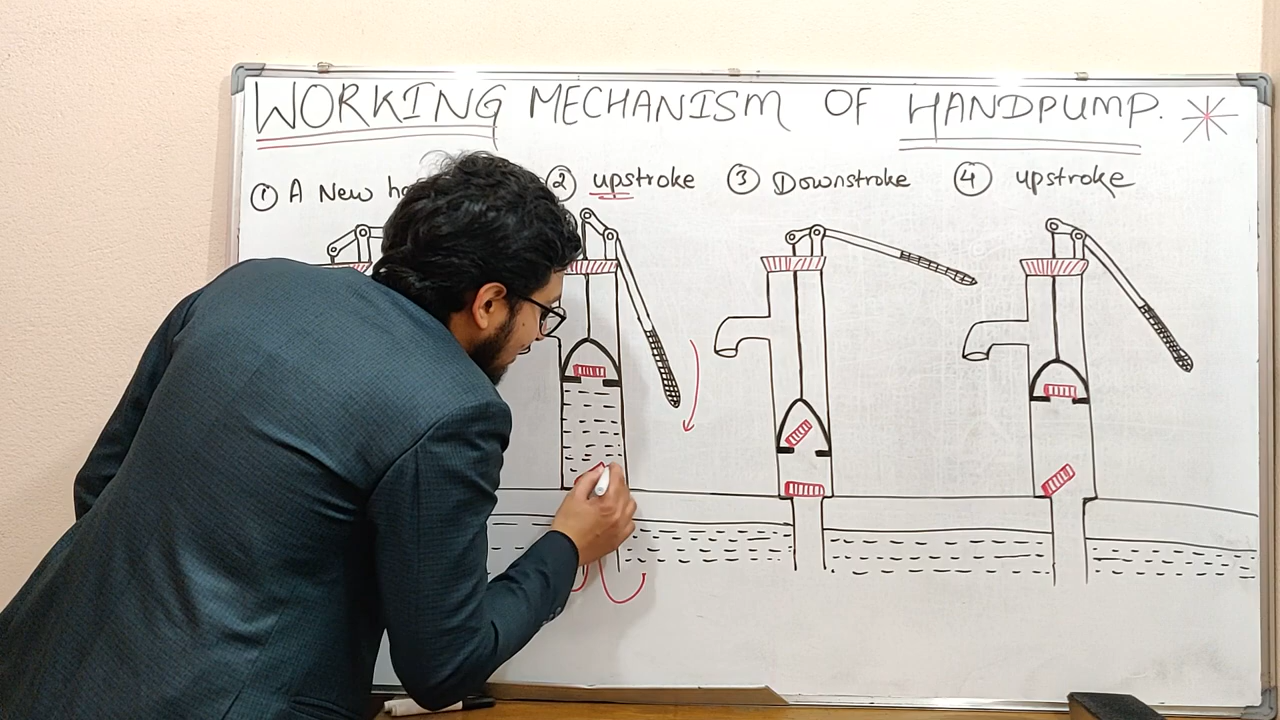 WORKING MECHANISM OF HANDPUMP.
① A New
② upstroke
③ Downstroke
④ upstroke